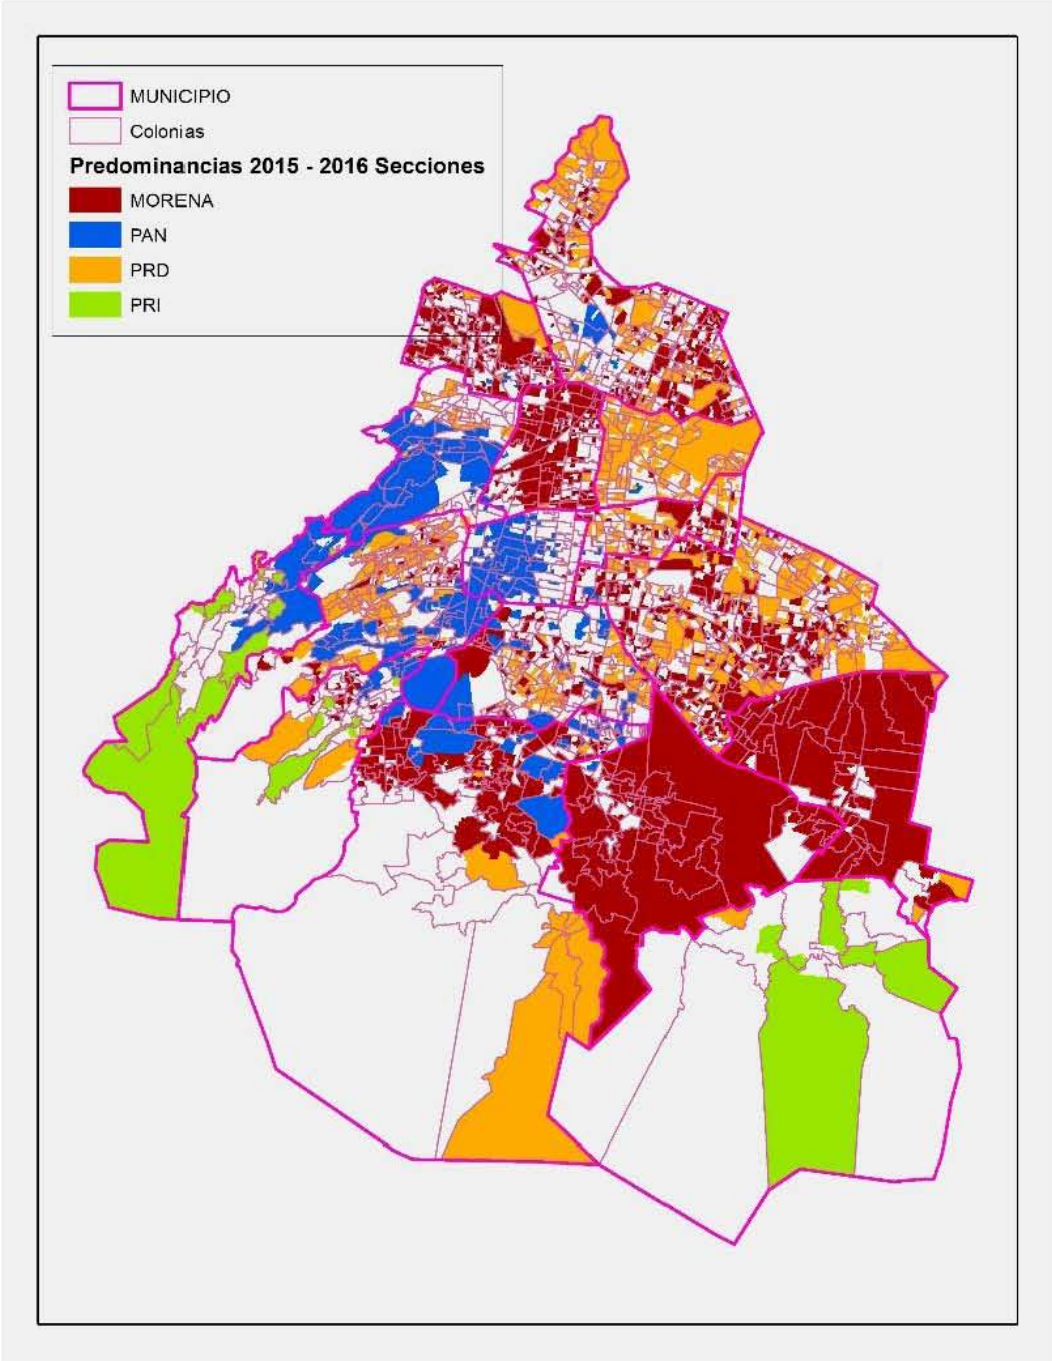 MUNICIPIO
Colonias
Predominancias 2015 - 2016 Secciones
MORENA
PAN
PRD
PRI